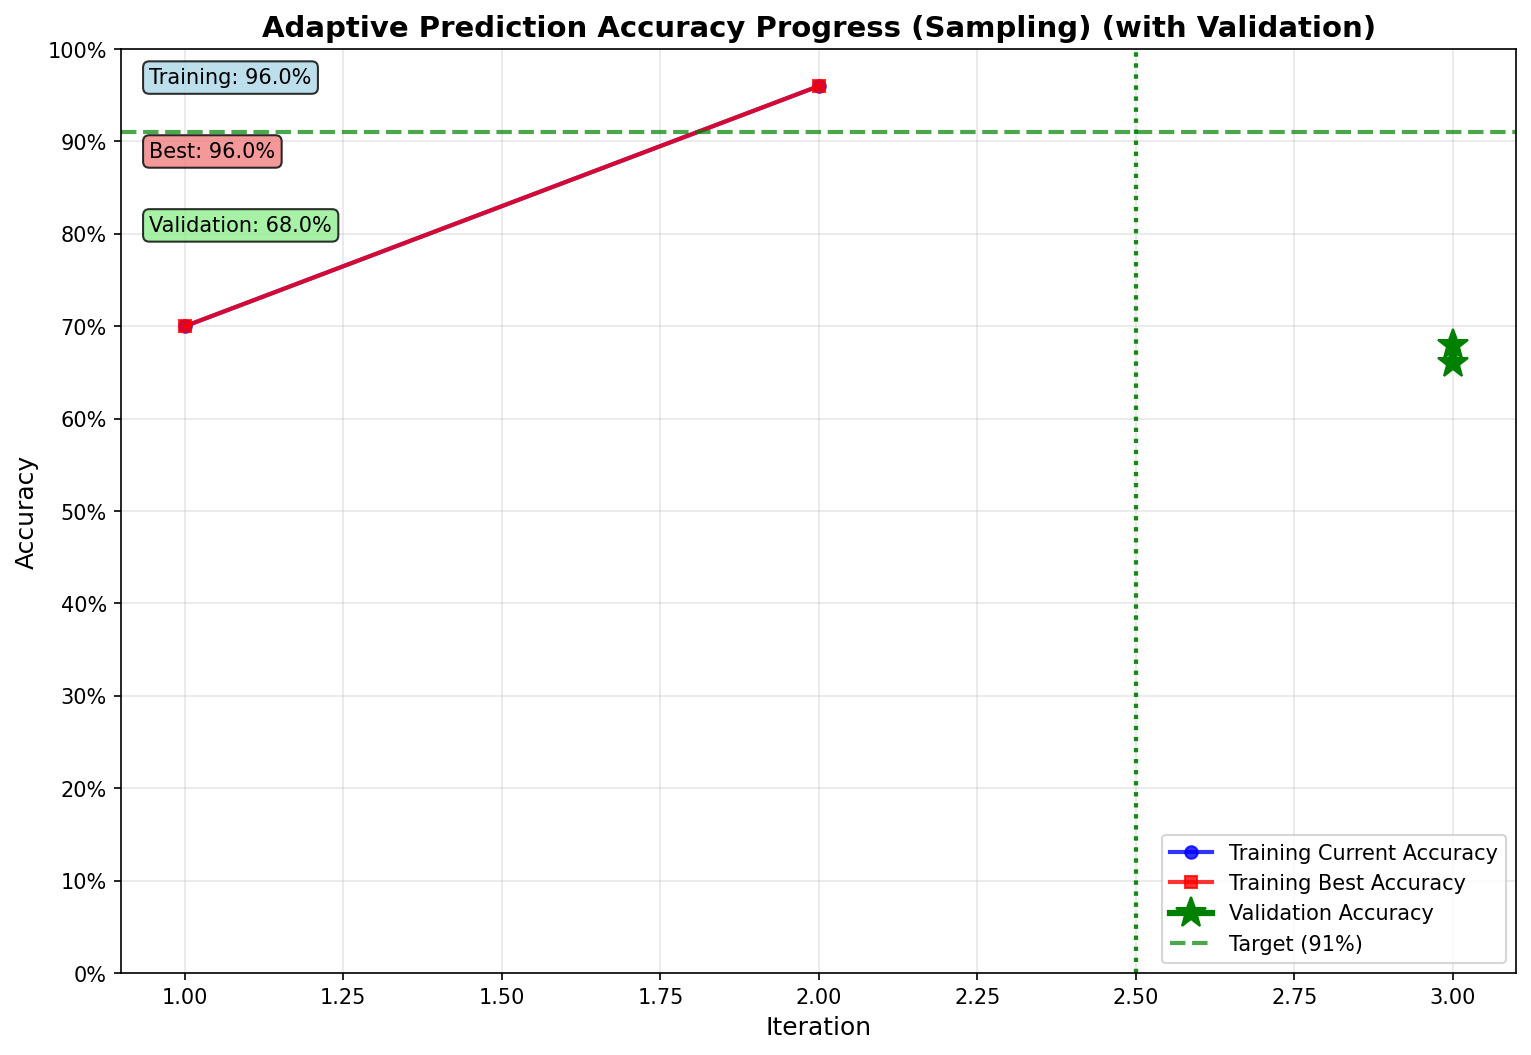 Adaptive Prediction Accuracy Progress (Sampling) (with Validation)
100%
90%
80%
70%
60%
50%
40%
30%
20%
10%
0%
Accuracy
Training: 96.0%
Best: 96.0%
Validation: 68.0%
Training Current Accuracy
Training Best Accuracy
Validation Accuracy
Target (91%)
1.00 1.25 1.50 1.75 2.00 2.25 2.50 2.75 3.00
Iteration